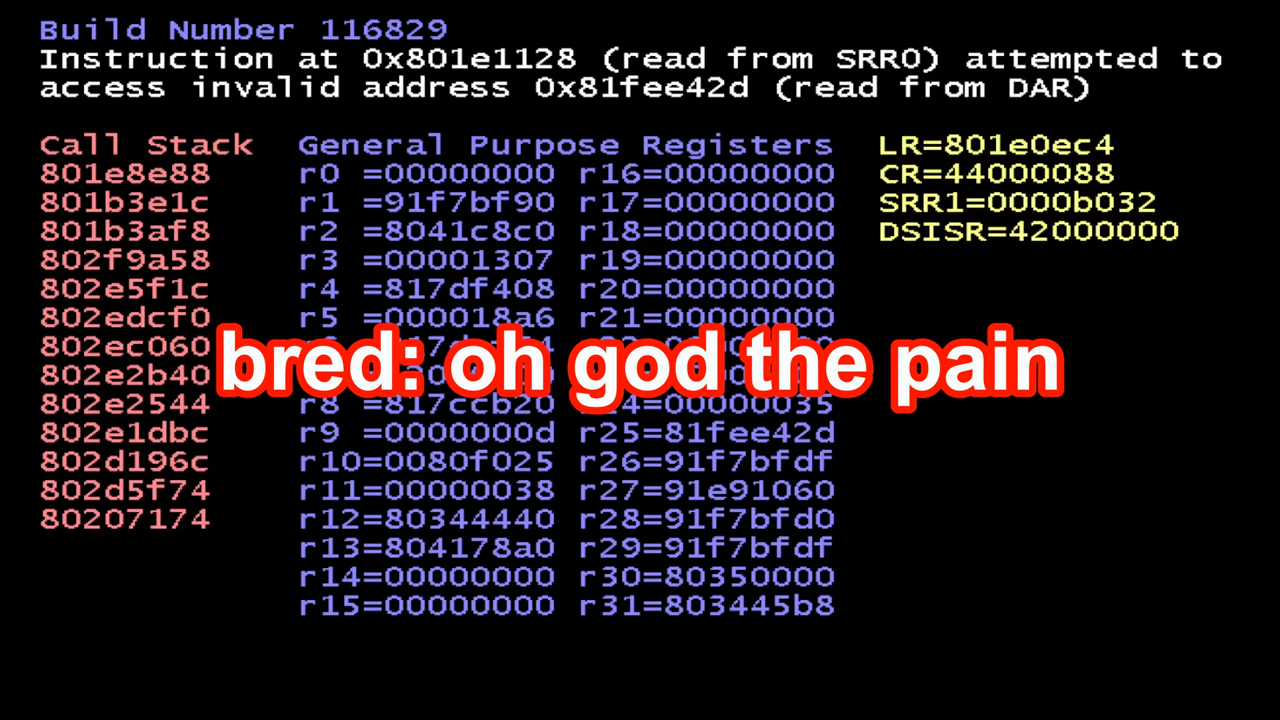 Build Number 116829
Instruction at 0x801e1128 (read from SRR0) attempted to
access invalid address 0x81fee42d (read from DAR)
Call Stack General Purpose Registers LR=801e0ec4
801e8e88 r0 =00000000 r16=00000000 CR=44000088
801b3e1c r1 =91f7bf90 r17=00000000 SRR1=0000b032
801b3af8 r2 =8041c8c0 r18=00000000 DSISR=42000000
802f9a58 r3 =00001307 r19=00000000
802e5f1c r4 =817df408 r20=00000000
802edcf0 r5 =000018a6 r21=00000000
802ec060
bred: oh god the pain
802e2b40
802e2544 r8 =817ccb20 r24=00000035
802e1dbc r9 =0000000d r25=81fee42d
802d196c r10=0080f025 r26=91f7bfdf
802d5f74 r11=00000038 r27=91e91060
80207174 r12=80344440 r28=91f7bfd0
r13=804178a0 r29=91f7bfdf
r14=00000000 r30=80350000
r15=00000000 r31=803445b8